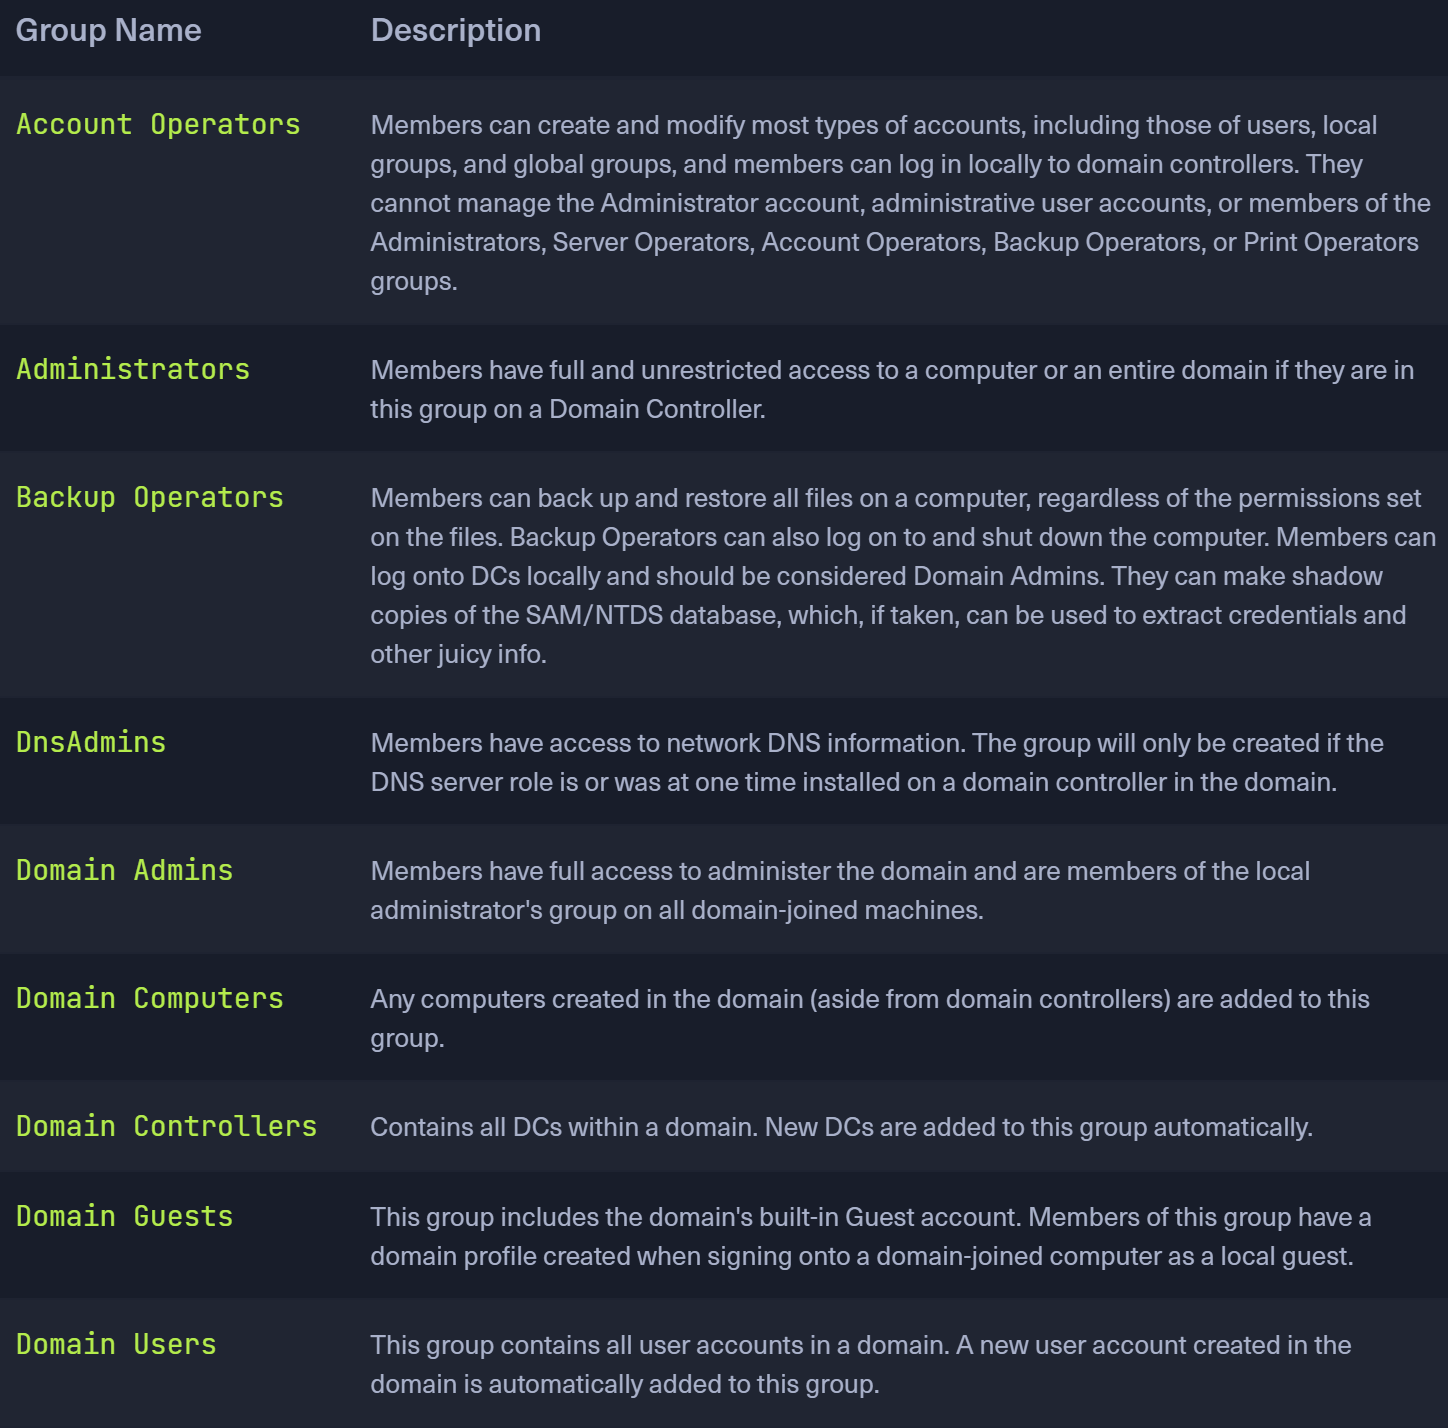 Group Name Description
Account Operators Members can create and modify most types of accounts, including those of users, local
groups, and global groups, and members can log in locally to domain controllers. They
cannot manage the Administrator account, administrative user accounts, or members of the
Administrators, Server Operators, Account Operators, Backup Operators, or Print Operators
groups.
Administrators Members have full and unrestricted access to a computer or an entire domain if they are in
this group on a Domain Controller.
Backup Operators Members can back up and restore all files on a computer, regardless of the permissions set
on the files. Backup Operators can also log on to and shut down the computer. Members can
log onto DCs locally and should be considered Domain Admins. They can make shadow
copies of the SAM/NTDS database, which, if taken, can be used to extract credentials and
other juicy info.
DnsAdmins Members have access to network DNS information. The group will only be created if the
DNS server role is or was at one time installed on a domain controller in the domain.
Domain Admins Members have full access to administer the domain and are members of the local
administrator's group on all domain-joined machines.
Domain Computers Any computers created in the domain (aside from domain controllers) are added to this
group.
Domain Controllers Contains all DCs within a domain. New DCs are added to this group automatically.
Domain Guests This group includes the domain's built-in Guest account. Members of this group have a
domain profile created when signing onto a domain-joined computer as a local guest.
Domain Users This group contains all user accounts in a domain. A new user account created in the
domain is automatically added to this group.